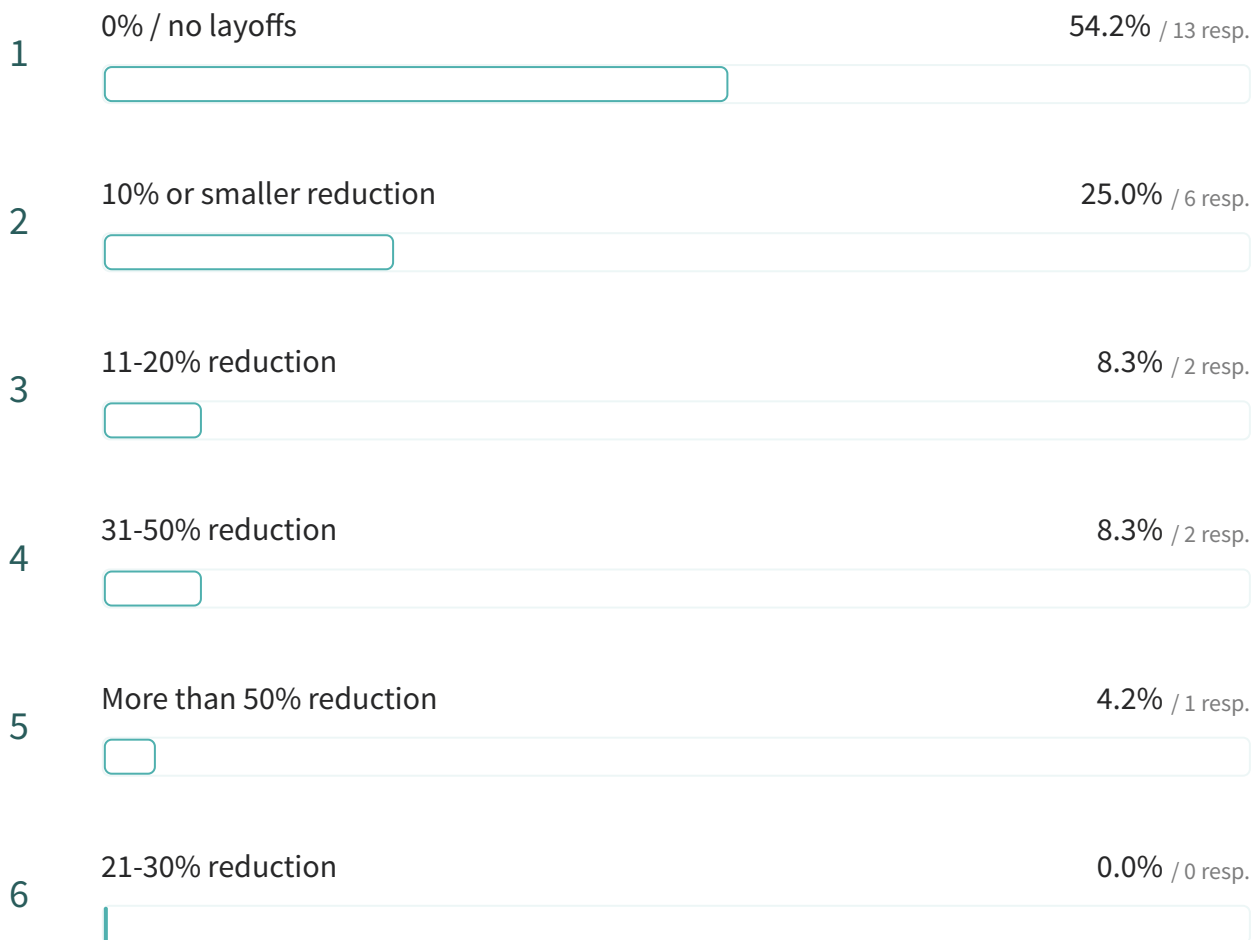 1
0% / no layoffs
54.2% / 13 resp.
2
10% or smaller reduction
25.0% / 6 resp.
3
11-20% reduction
8.3% / 2 resp.
4
31-50% reduction
8.3% / 2 resp.
5
More than 50% reduction
4.2% / 1 resp.
6
21-30% reduction
0.0% / 0 resp.